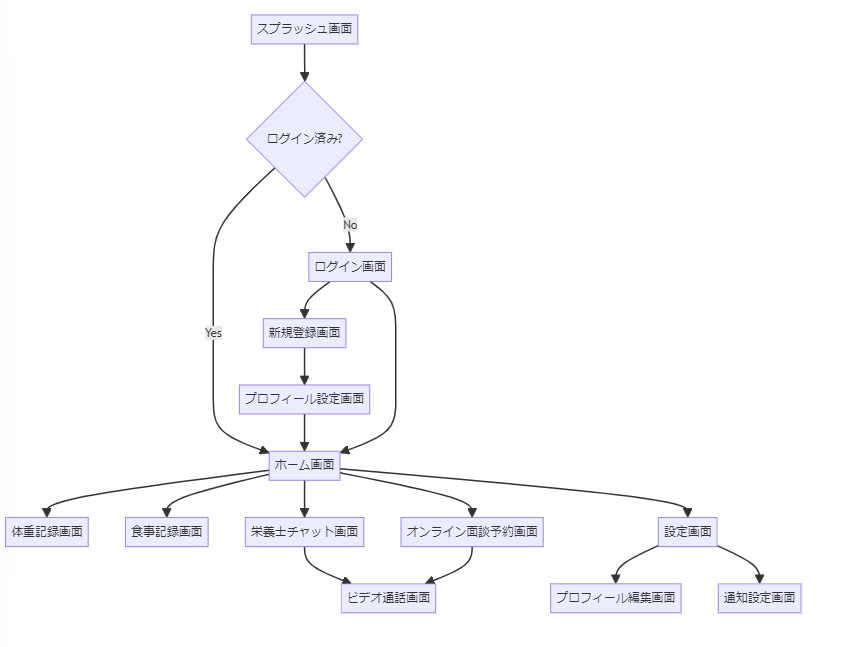 スプラッシュ画面
ログイン済み?
No
ログイン画面
Yes
新規登録画面
プロフィール設定画面
ホーム画面
体重記録画面
食事記録画面
栄養士チャット画面
オンライン面談予約画面
設定画面
ビデオ通話画面
プロフィール編集画面
通知設定画面